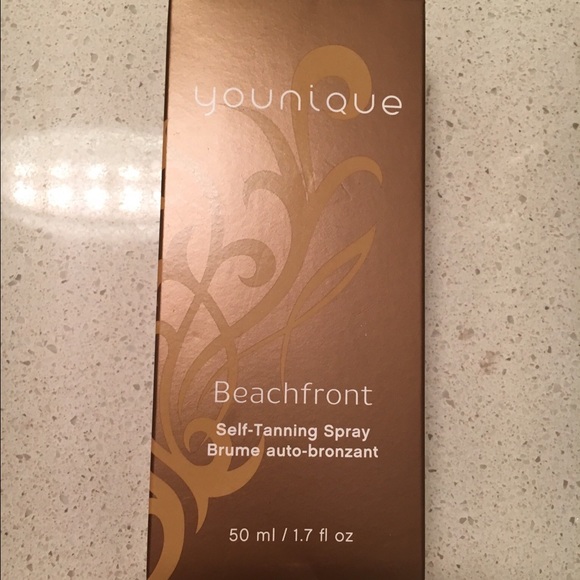 younique
Beachfront
Self-Tanning Spray
Brume auto-bronzant
50 ml / 1.7 fl oz